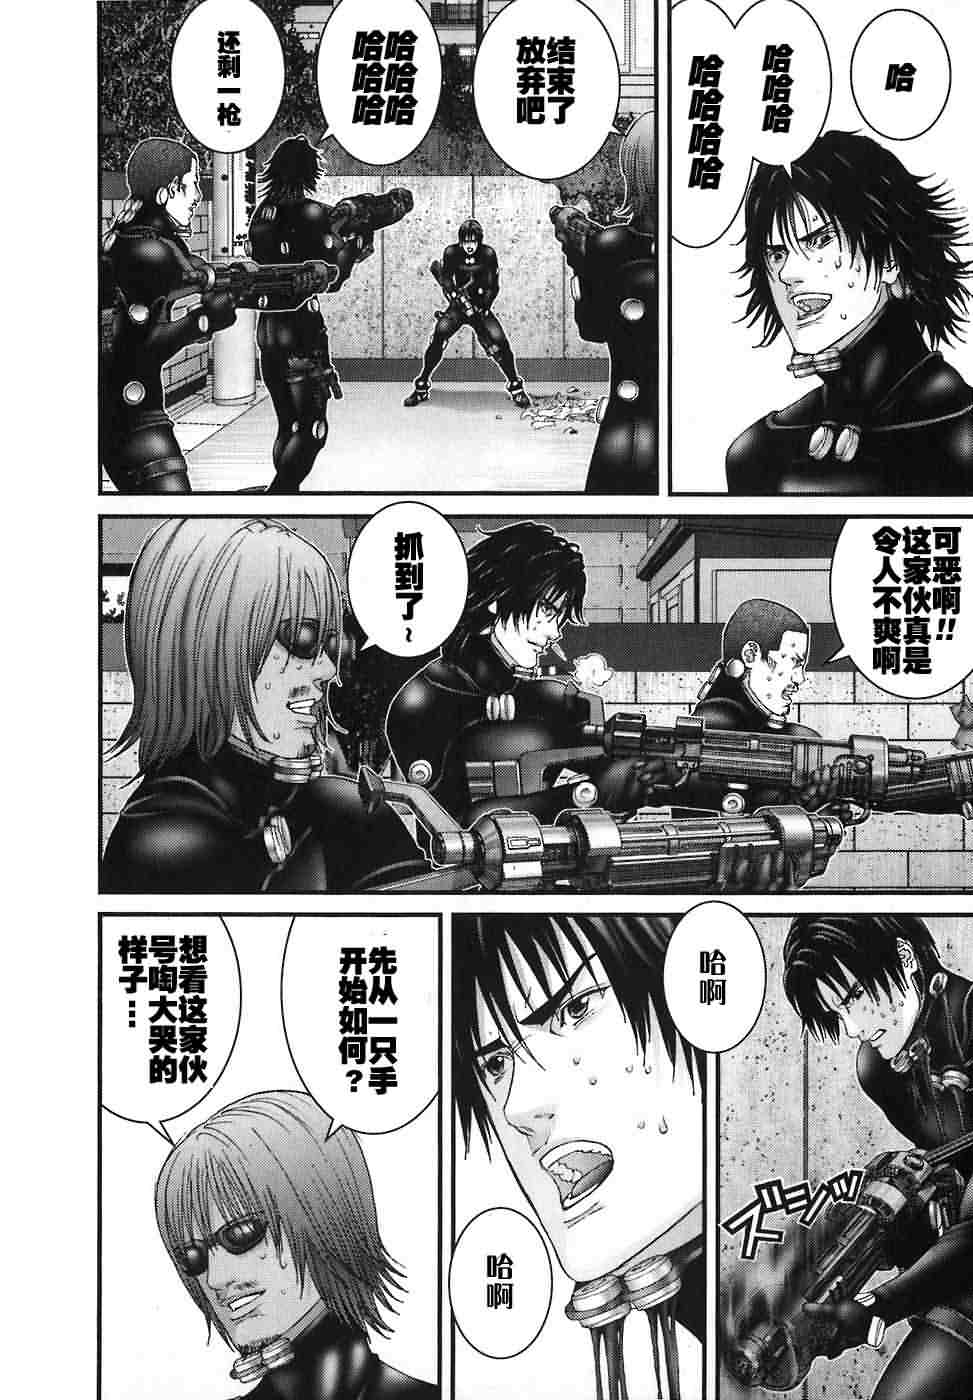 哈
哈哈哈
哈哈哈哈
结束了
放弃吧
哈哈哈
哈哈哈
还剩一枪
可恶啊!!
这家伙真是
令人不爽啊
抓到了~
ズンッ
哈啊
哈啊
先从一只手
开始如何?
想看这家伙
号啕大哭的
样子…